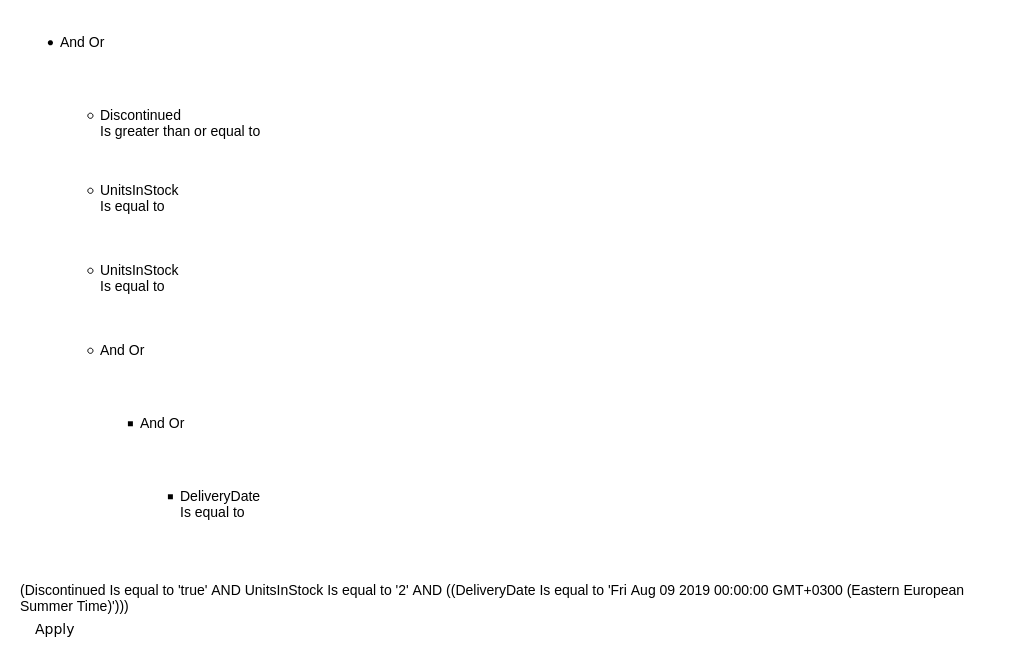 And Or
Discontinued
Is greater than or equal to
UnitsInStock
Is equal to
UnitsInStock
Is equal to
And Or
And Or
DeliveryDate
Is equal to
(Discontinued Is equal to 'true' AND UnitsInStock Is equal to '2' AND ((DeliveryDate Is equal to 'Fri Aug 09 2019 00:00:00 GMT+0300 (Eastern European
Summer Time)')))
Apply